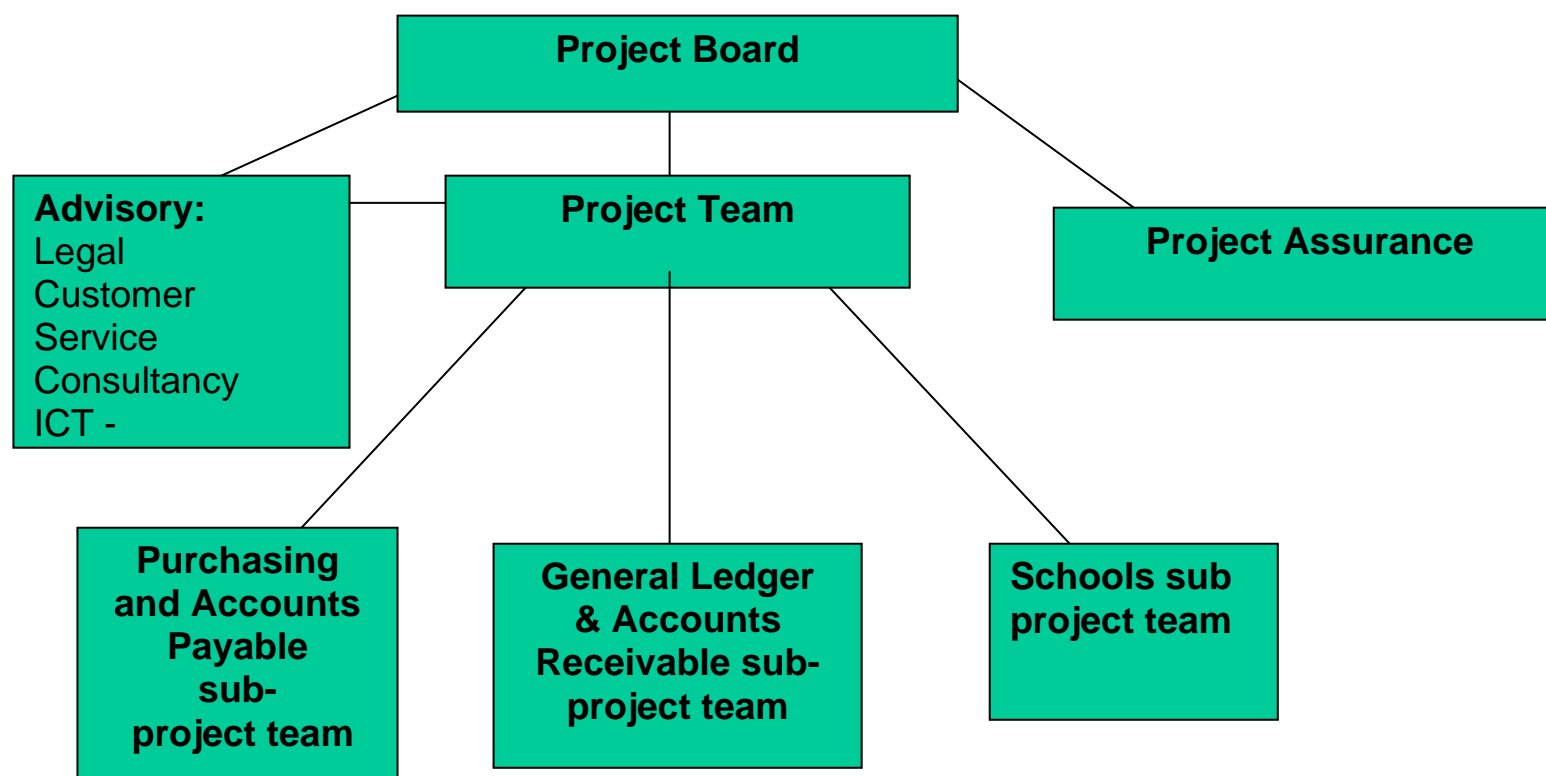 Project Board
Advisory:
Legal
Customer
Service
Consultancy
ICT -
Project Team
Project Assurance
Purchasing
and Accounts
Payable
sub-
project team
General Ledger
& Accounts
Receivable sub-
project team
Schools sub
project team